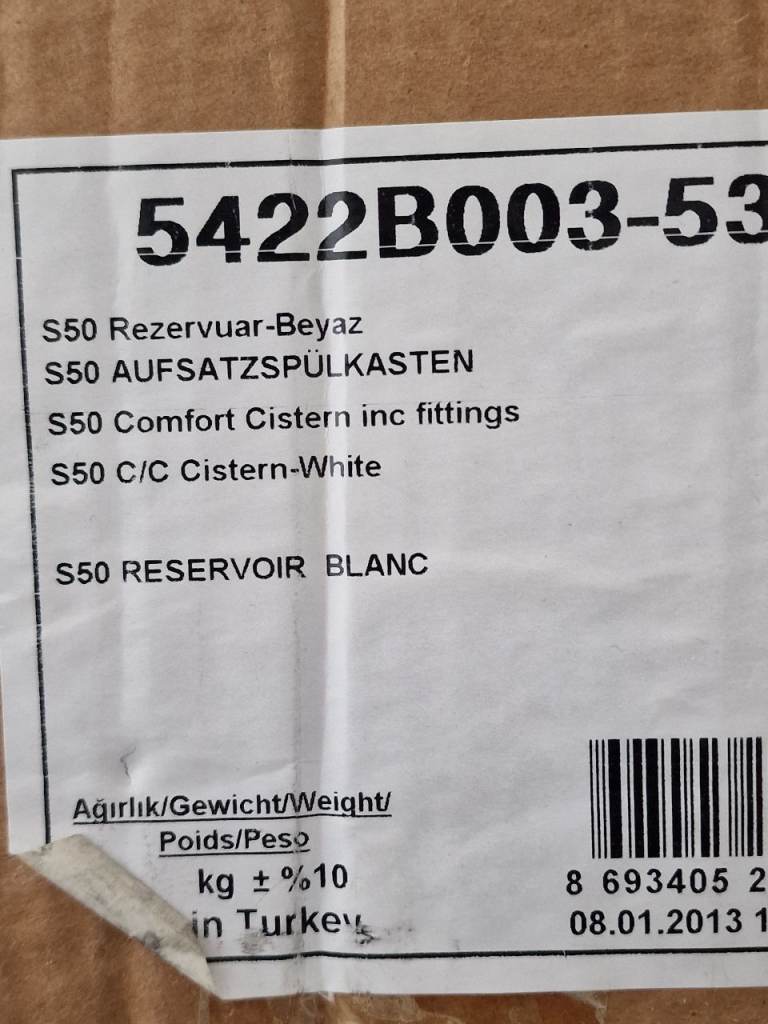 5422B003-53
S50 Rezervuar-Beyaz
S50 AUFSATZSPÜLKASTEN
S50 Comfort Cistern inc fittings
S50 C/C Cistern-White
S50 RESERVOIR BLANC
Ağırlık/Gewicht/Weight/
Poids/Peso
kg ± %10
in Turkey
8 693405 2
08.01.2013 1